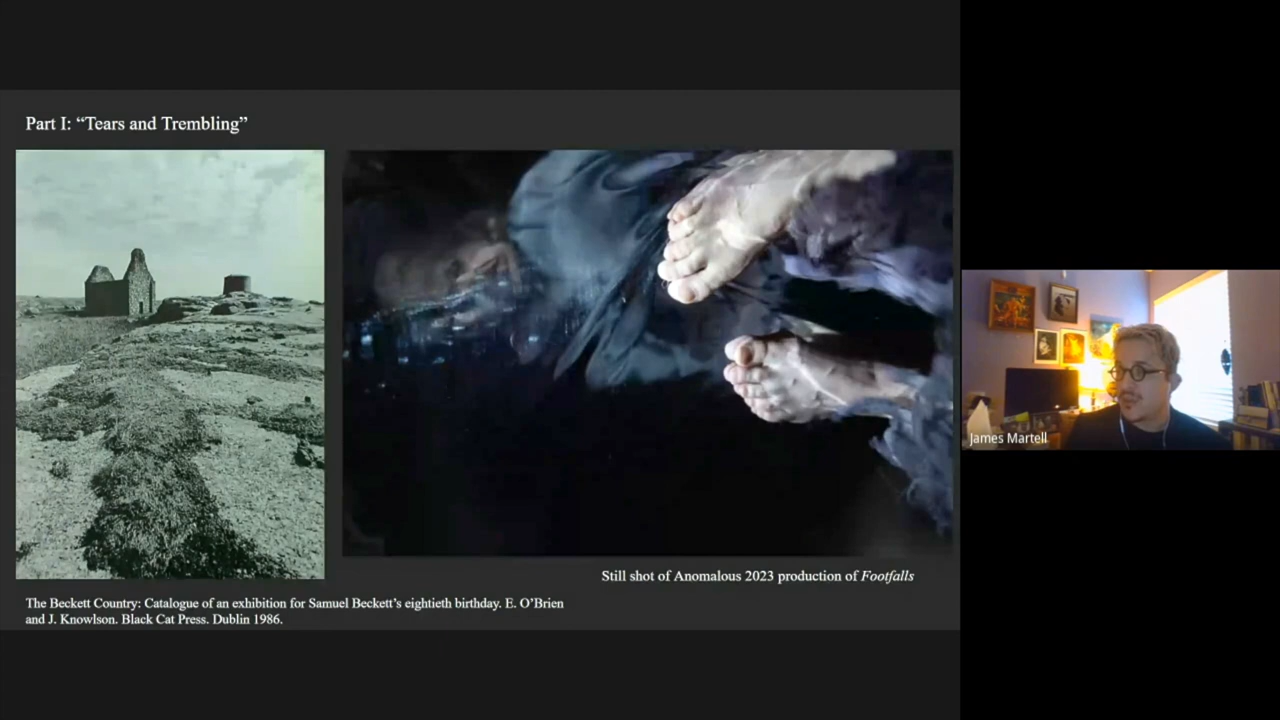 Part I: “Tears and Trembling”
Still shot of Anomalous 2023 production of Footfalls
The Beckett Country: Catalogue of an exhibition for Samuel Beckett’s eightieth birthday. E. O’Brien
and J. Knowlson. Black Cat Press. Dublin 1986.
James Martell